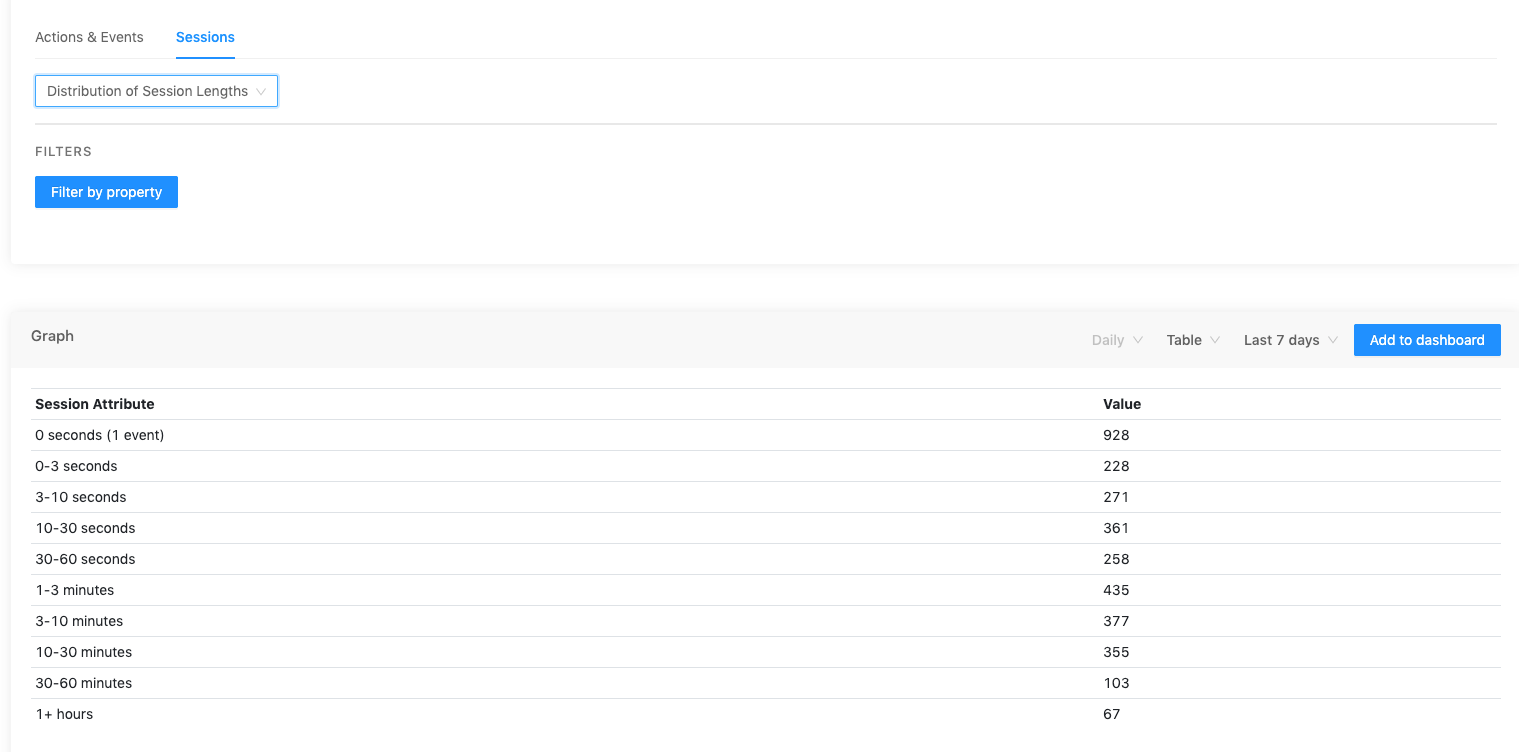 Actions & Events Sessions
Distribution of Session Lengths
FILTERS
Filter by property
Graph Daily Table Last 7 days Add to dashboard
Session Attribute Value
0 seconds (1 event) 928
0-3 seconds 228
3-10 seconds 271
10-30 seconds 361
30-60 seconds 258
1-3 minutes 435
3-10 minutes 377
10-30 minutes 355
30-60 minutes 103
1+ hours 67